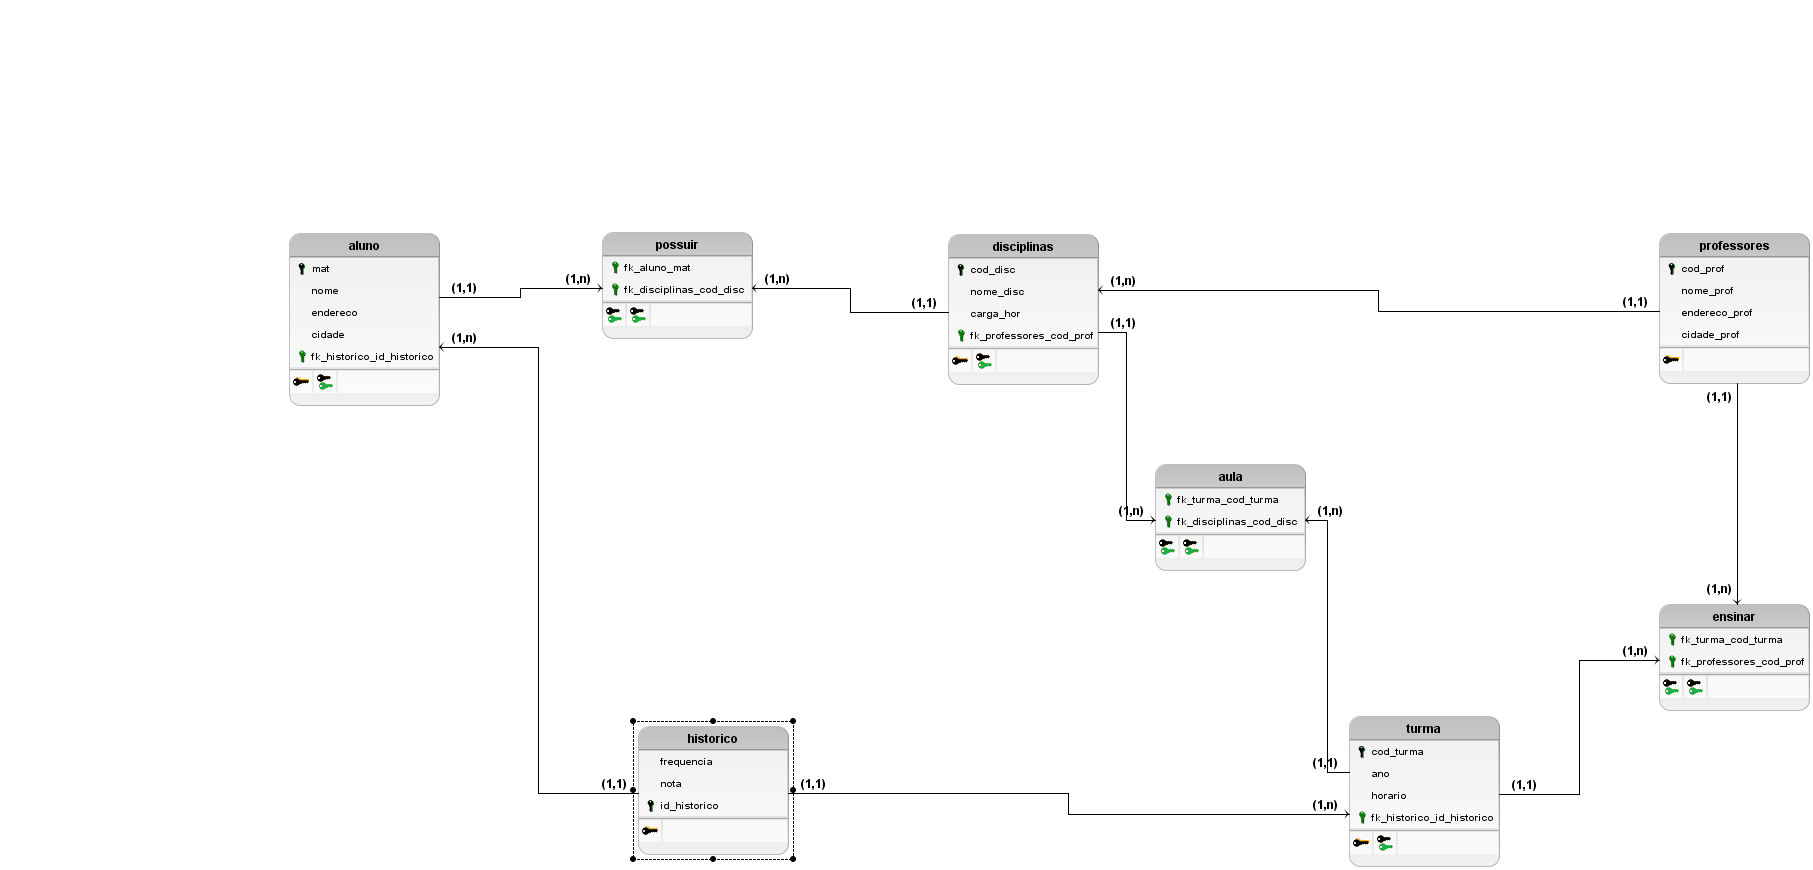 aluno
mat
nome
endereco
cidade
fk_historico_id_historico
(1,1)
(1,n)
(1,n)
possuir
fk_aluno_mat
fk_disciplinas_cod_disc
(1,n)
(1,1)
disciplinas
cod_disc
nome_disc
carga_hor
fk_professores_cod_prof
(1,n)
(1,1)
(1,1)
professores
cod_prof
nome_prof
endereco_prof
cidade_prof
(1,1)
(1,n)
aula
fk_turma_cod_turma
fk_disciplinas_cod_disc
(1,n)
(1,n)
ensinar
fk_turma_cod_turma
fk_professores_cod_prof
(1,n)
(1,1)
historico
frequencia
nota
id_historico
(1,1)
(1,1)
(1,n)
turma
cod_turma
ano
horario
fk_historico_id_historico
(1,1)